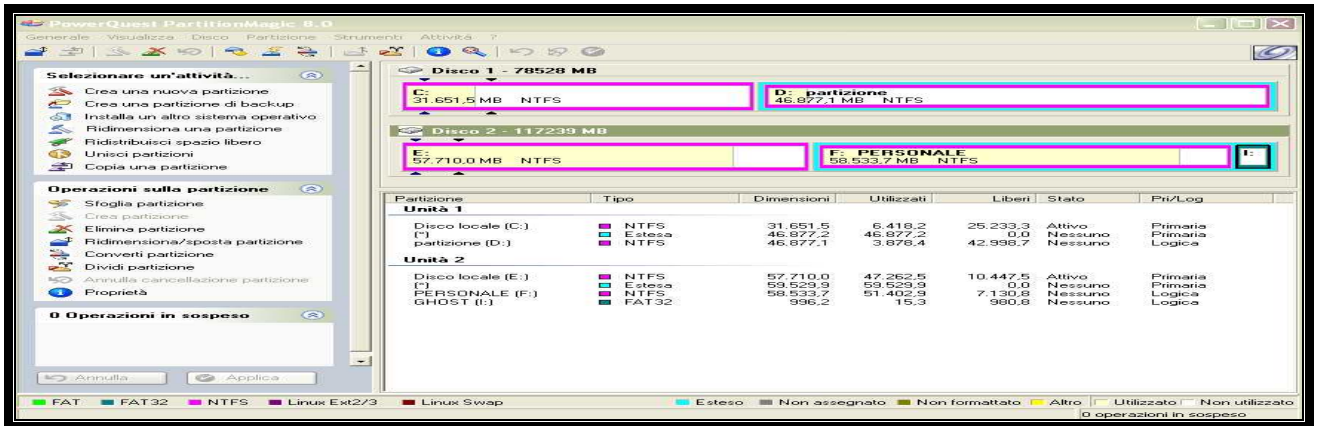 PowerQuest PartitionMagic 8.0
Generale Visualizza Disco Partizione Strumenti Attività ?
Selezionare un'attività...
Crea una nuova partizione
Crea una partizione di backup
Installa un altro sistema operativo
Ridimensiona una partizione
Ridistribuisci spazio libero
Unisci partizioni
Copia una partizione
Operazioni sulla partizione
Sfoglia partizione
Crea partizione
Elimina partizione
Ridimensiona/sposta partizione
Converti partizione
Dividi partizione
Annulla cancellazione partizione
Proprietà
0 Operazioni in sospeso
Annulla Applica
Disco 1 - 78528 MB
C:
31.651,5 MB NTFS
D: partizione
46.877,1 MB NTFS
Disco 2 - 117239 MB
E:
57.710,0 MB NTFS
F: PERSONALE
58.533,7 MB NTFS
I:
Partizione Tipo Dimensioni Utilizzati Liberi Stato Pri/Log
Unità 1
Disco locale (C:) NTFS 31.651,5 6.418,2 25.233,3 Attivo Primaria
(*) Estesa 46.877,2 46.877,2 0,0 Nessuno Primaria
partizione (D:) NTFS 46.877,1 3.878,4 42.998,7 Nessuno Logica
Unità 2
Disco locale (E:) NTFS 57.710,0 47.262,5 10.447,5 Attivo Primaria
(*) Estesa 59.529,9 59.529,9 0,0 Nessuno Primaria
PERSONALE (F:) NTFS 58.533,7 51.402,9 7.130,8 Nessuno Logica
GHOST (I:) FAT32 996,2 15,3 980,8 Nessuno Logica
FAT FAT32 NTFS Linux Ext2/3 Linux Swap Esteso Non assegnato Non formattato Altro Utilizzato Non utilizzato
0 operazioni in sospeso